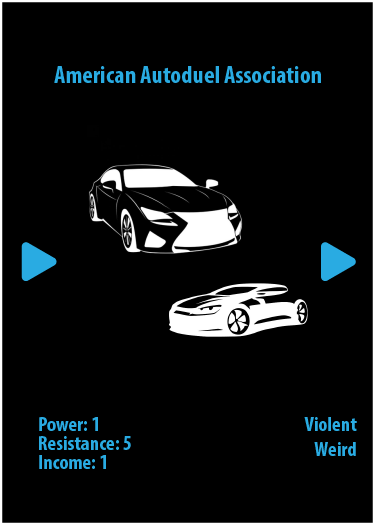 American Autoduel Association
Power: 1
Resistance: 5
Income: 1
Violent
Weird